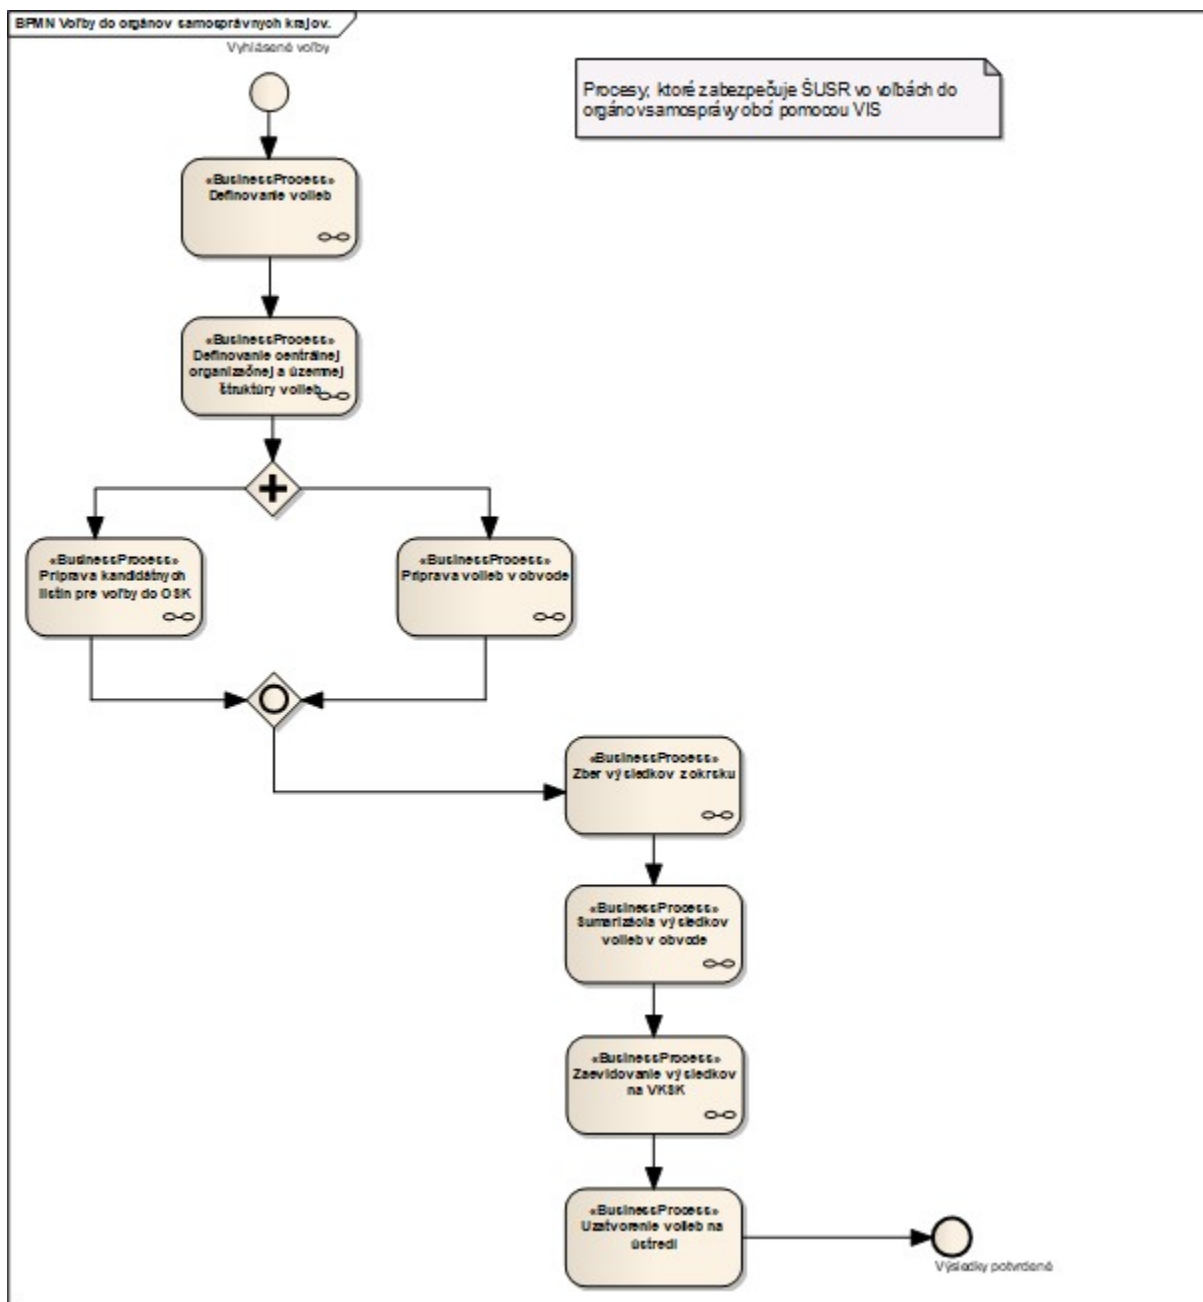 BPMN Voľby do orgánov samosprávnych krajov.
Vyhlásené voľby
Procesy, ktoré zabezpečuje ŠUSR vo voľbách do
orgánov samosprávy obcí pomocou VIS
«BusinessProcess»
Definovanie volieb
«BusinessProcess»
Definovanie centrálnej
organizačnej a územnej
štruktúry volieb
«BusinessProcess»
Príprava kandidátnych
listín pre voľby do OSK
«BusinessProcess»
Príprava volieb v obvode
«BusinessProcess»
Zber výsledkov z okrsku
«BusinessProcess»
Sumarizácia výsledkov
volieb v obvode
«BusinessProcess»
Zaevidovanie výsledkov
na VKSK
«BusinessProcess»
Uzatvorenie volieb na
ústredí
Výsledky potvrdené